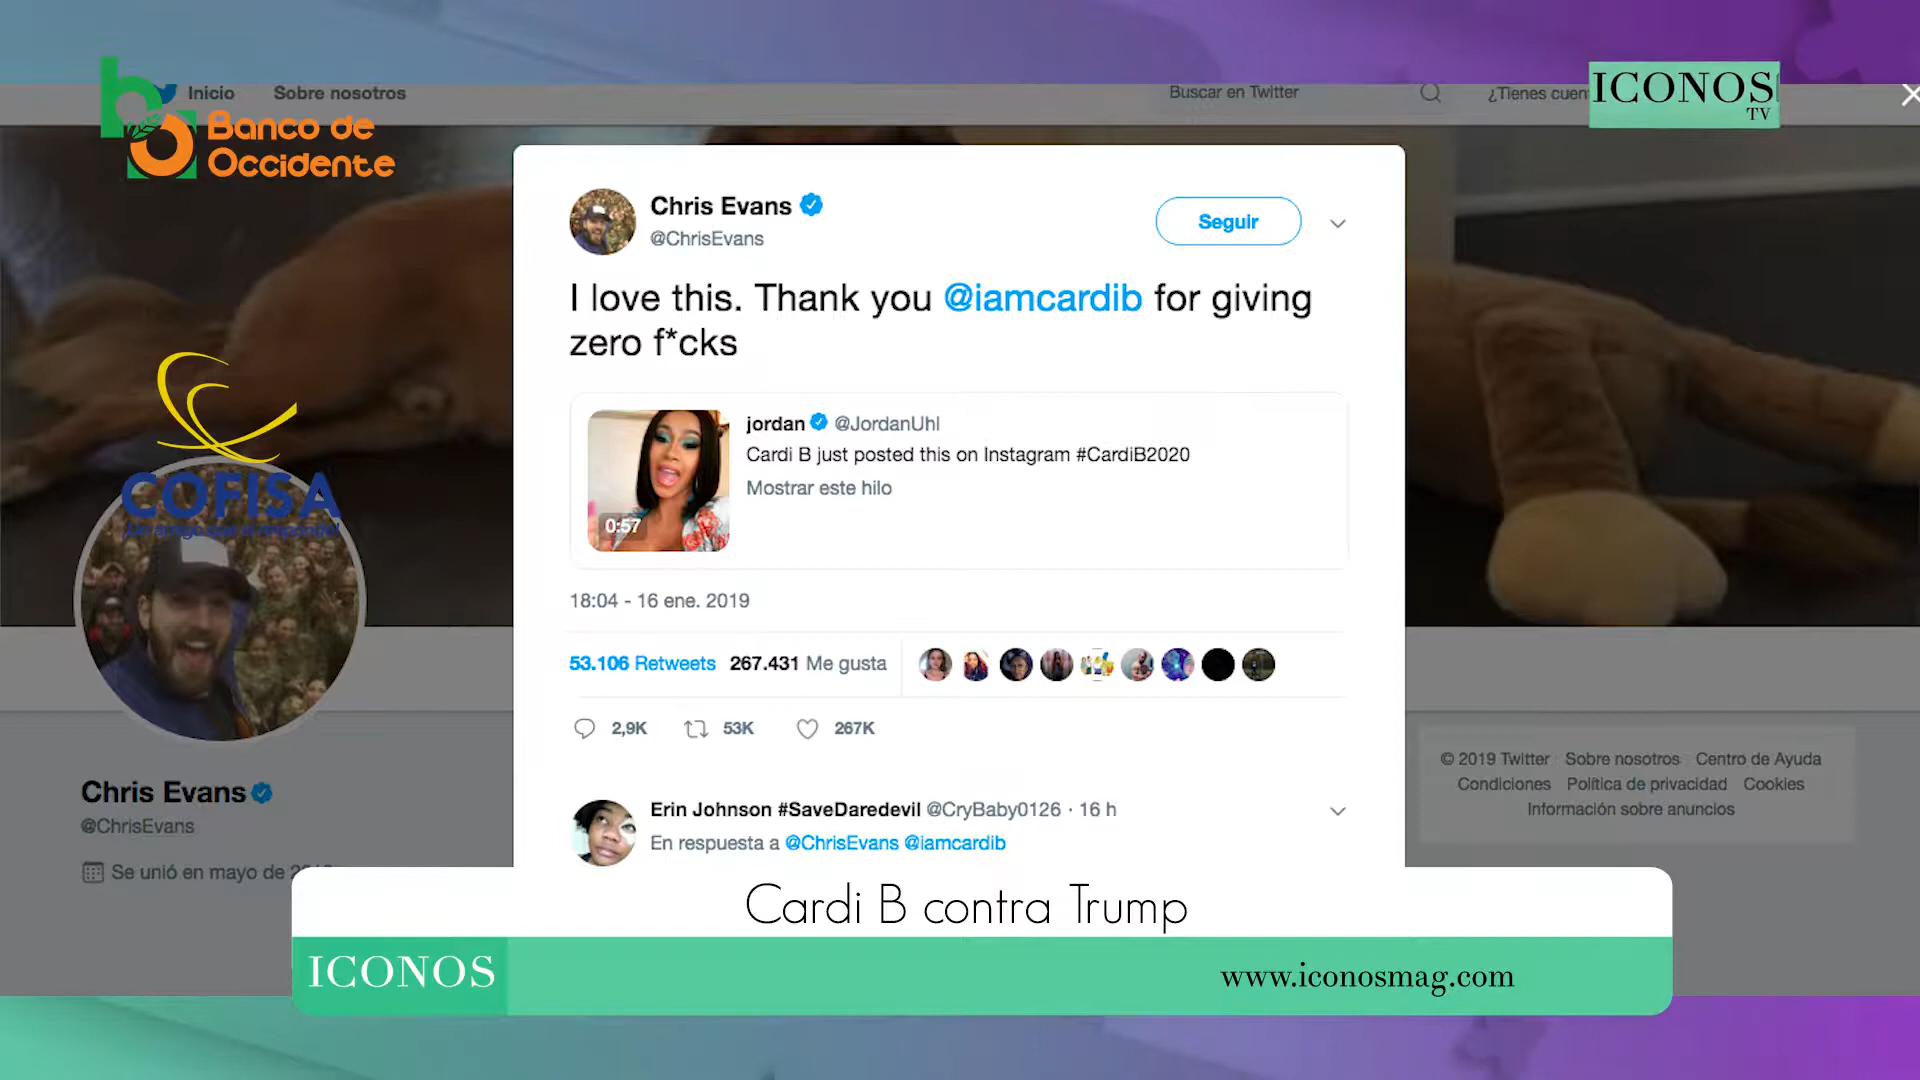 Inicio Sobre nosotros
Buscar en Twitter
¿Tienes cuen
ICONOS
TV
Banco de
Occidente
COFISA
¡Un amigo que si responde!
Chris Evans
@ChrisEvans
Seguir
I love this. Thank you @iamcardib for giving
zero f*cks
jordan @JordanUhl
Cardi B just posted this on Instagram #CardiB2020
Mostrar este hilo
0:57
18:04 - 16 ene. 2019
53.106 Retweets 267.431 Me gusta
2,9K 53K 267K
Erin Johnson #SaveDaredevil @CryBaby0126 · 16 h
En respuesta a @ChrisEvans @iamcardib
Chris Evans
@ChrisEvans
Se unió en mayo de
© 2019 Twitter Sobre nosotros Centro de Ayuda
Condiciones Política de privacidad Cookies
Información sobre anuncios
Cardi B contra Trump
ICONOS
www.iconosmag.com